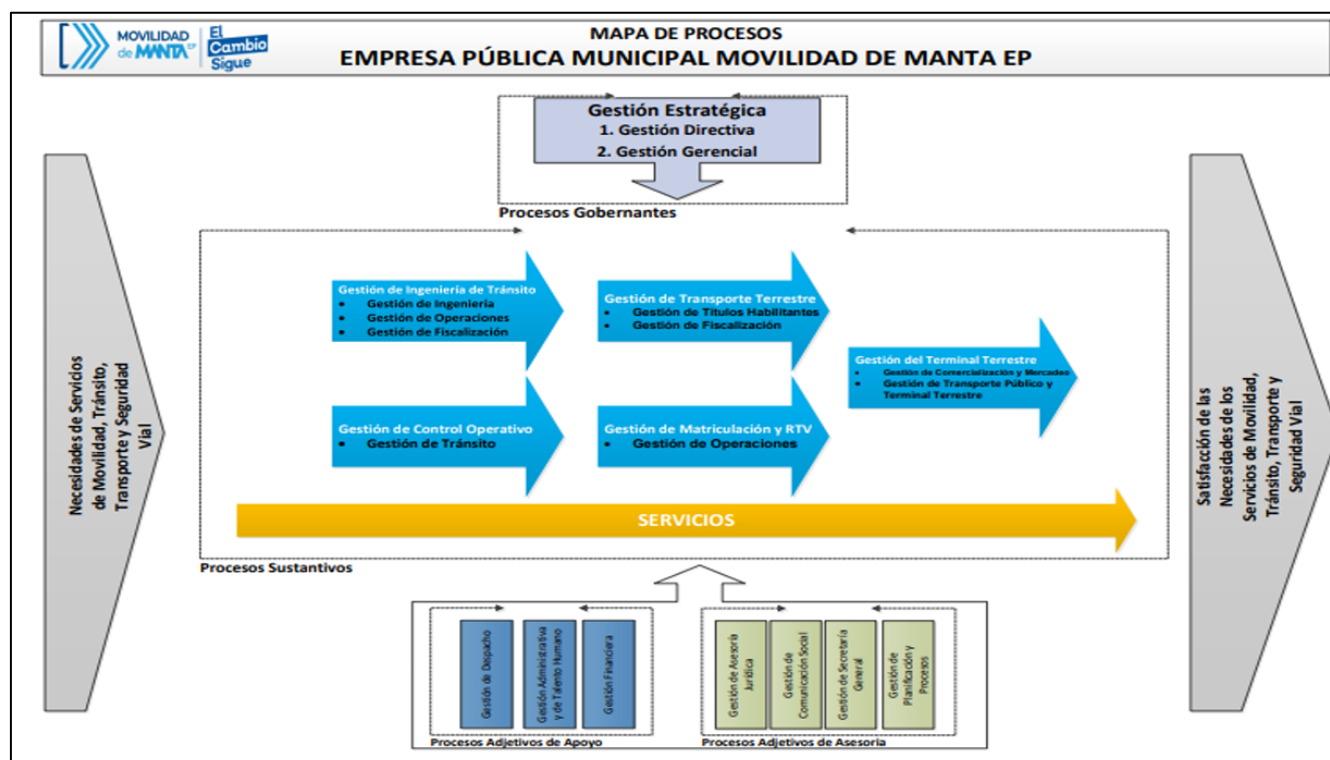 MOVILIDAD
de MANTA EP
El
Cambio
Sigue
MAPA DE PROCESOS
EMPRESA PÚBLICA MUNICIPAL MOVILIDAD DE MANTA EP
Gestión Estratégica
1. Gestión Directiva
2. Gestión Gerencial
Procesos Gobernantes
Necesidades de Servicios
de Movilidad, Tránsito,
Transporte y Seguridad
Vial
Gestión de Ingeniería de Tránsito
• Gestión de Ingeniería
• Gestión de Operaciones
• Gestión de Fiscalización
Gestión de Transporte Terrestre
• Gestión de Títulos Habilitantes
• Gestión de Fiscalización
Gestión del Terminal Terrestre
• Gestión de Comercialización y Mercadeo
• Gestión de Transporte Público y
Terminal Terrestre
Gestión de Control Operativo
• Gestión de Tránsito
Gestión de Matriculación y RTV
• Gestión de Operaciones
SERVICIOS
Procesos Sustantivos
Satisfacción de las
Necesidades de los
Servicios de Movilidad,
Tránsito, Transporte y
Seguridad Vial
Gestión de Despacho
Gestión Administrativa
y de Talento Humano
Gestión Financiera
Procesos Adjetivos de Apoyo
Gestión de Asesoría
Jurídica
Gestión de
Comunicación Social
Gestión de Secretaría
General
Gestión de
Planificación y
Procesos
Procesos Adjetivos de Asesoría